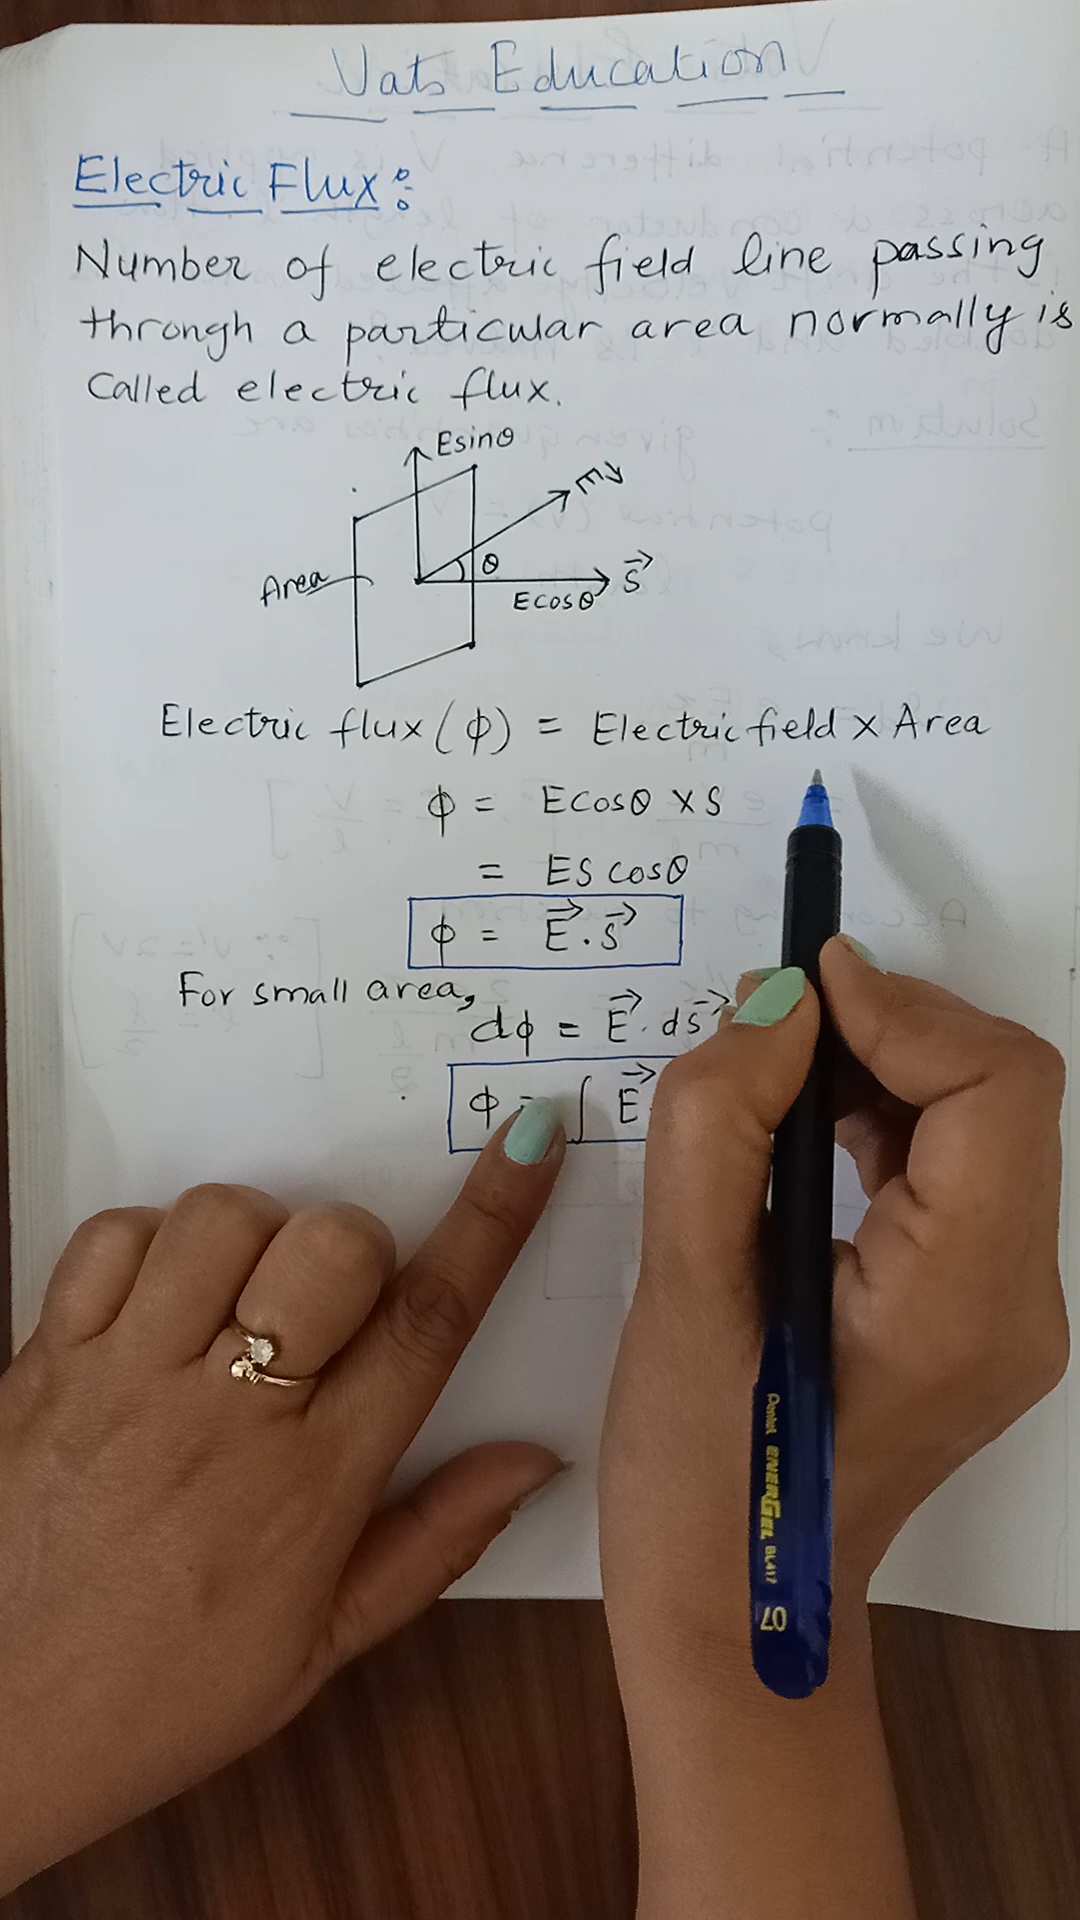 Vats Education
Electric Flux:
Number of electric field line passing
through a particular area normally is
Called electric flux.
Esinθ
E
θ
Area
S
Ecosθ
Electric flux (ϕ) = Electric field × Area
ϕ = Ecosθ × S
= ES cosθ
ϕ = E⃗ . S⃗
For small area,
dϕ = E⃗ . ds⃗
ϕ = ∫ E⃗
Pentel ENERGEL BL417
07